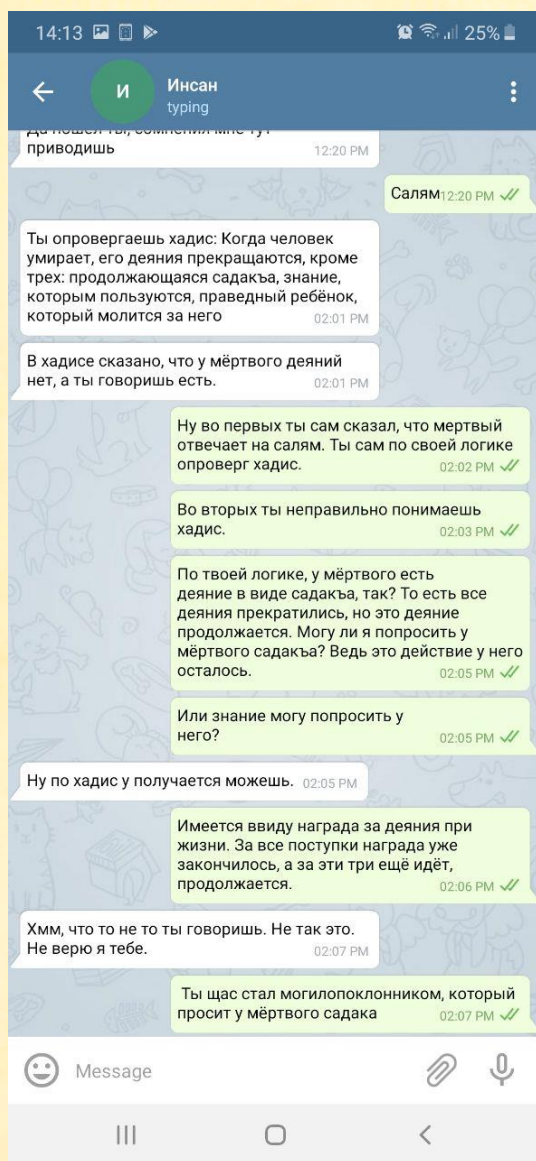 14:13
25%
И
Инсан
typing
приводишь
12:20 PM
Салям
12:20 PM
Ты опровергаешь хадис: Когда человек
умирает, его деяния прекращаются, кроме
трех: продолжающаяся садакъа, знание,
которым пользуются, праведный ребёнок,
который молится за него
02:01 PM
В хадисе сказано, что у мёртвого деяний
нет, а ты говоришь есть.
02:01 PM
Ну во первых ты сам сказал, что мертвый
отвечает на салям. Ты сам по своей логике
опроверг хадис.
02:02 PM
Во вторых ты неправильно понимаешь
хадис.
02:03 PM
По твоей логике, у мёртвого есть
деяние в виде садакъа, так? То есть все
деяния прекратились, но это деяние
продолжается. Могу ли я попросить у
мёртвого садакъа? Ведь это действие у него
осталось.
02:05 PM
Или знание могу попросить у
него?
02:05 PM
Ну по хадис у получается можешь.
02:05 PM
Имеется ввиду награда за деяния при
жизни. За все поступки награда уже
закончилось, а за эти три ещё идёт,
продолжается.
02:06 PM
Хмм, что то не то ты говоришь. Не так это.
Не верю я тебе.
02:07 PM
Ты щас стал могилопоклонником, который
просит у мёртвого садака
02:07 PM
Message